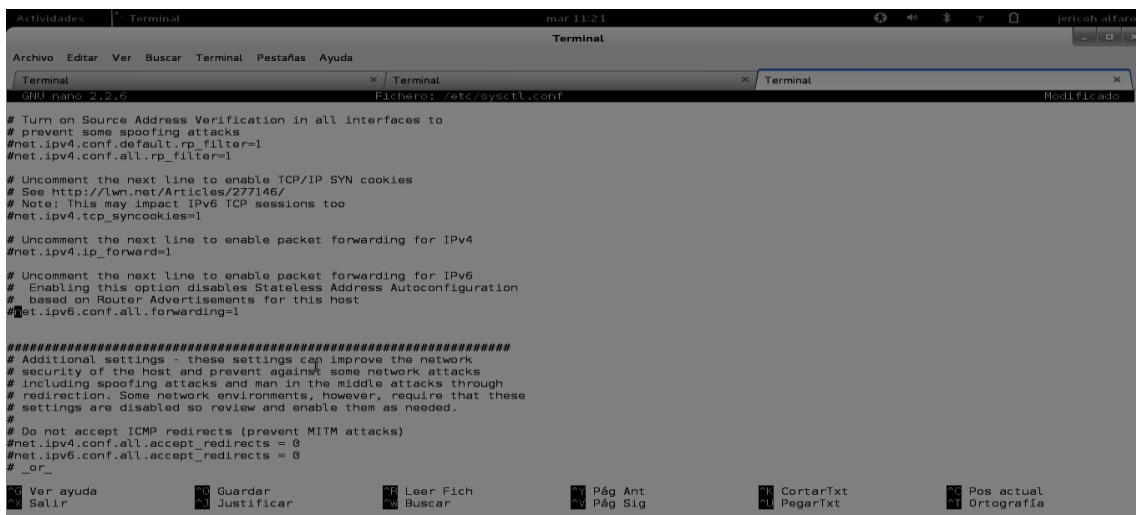 Actividades Terminal mar 11:21 jericoh alfaro
Terminal
Archivo Editar Ver Buscar Terminal Pestañas Ayuda
Terminal × Terminal × Terminal ×
GNU nano 2.2.6 Fichero: /etc/sysctl.conf Modificado
# Turn on Source Address Verification in all interfaces to
# prevent some spoofing attacks
#net.ipv4.conf.default.rp_filter=1
#net.ipv4.conf.all.rp_filter=1
# Uncomment the next line to enable TCP/IP SYN cookies
# See http://lwn.net/Articles/277146/
# Note: This may impact IPv6 TCP sessions too
#net.ipv4.tcp_syncookies=1
# Uncomment the next line to enable packet forwarding for IPv4
#net.ipv4.ip_forward=1
# Uncomment the next line to enable packet forwarding for IPv6
#  Enabling this option disables Stateless Address Autoconfiguration
#  based on Router Advertisements for this host
#net.ipv6.conf.all.forwarding=1
###################################################################
# Additional settings - these settings can improve the network
# security of the host and prevent against some network attacks
# including spoofing attacks and man in the middle attacks through
# redirection. Some network environments, however, require that these
# settings are disabled so review and enable them as needed.
#
# Do not accept ICMP redirects (prevent MITM attacks)
#net.ipv4.conf.all.accept_redirects = 0
#net.ipv6.conf.all.accept_redirects = 0
# _or_
^G Ver ayuda ^O Guardar ^R Leer Fich ^Y Pág Ant ^K CortarTxt ^C Pos actual
^X Salir ^J Justificar ^W Buscar ^V Pág Sig ^U PegarTxt ^T Ortografía